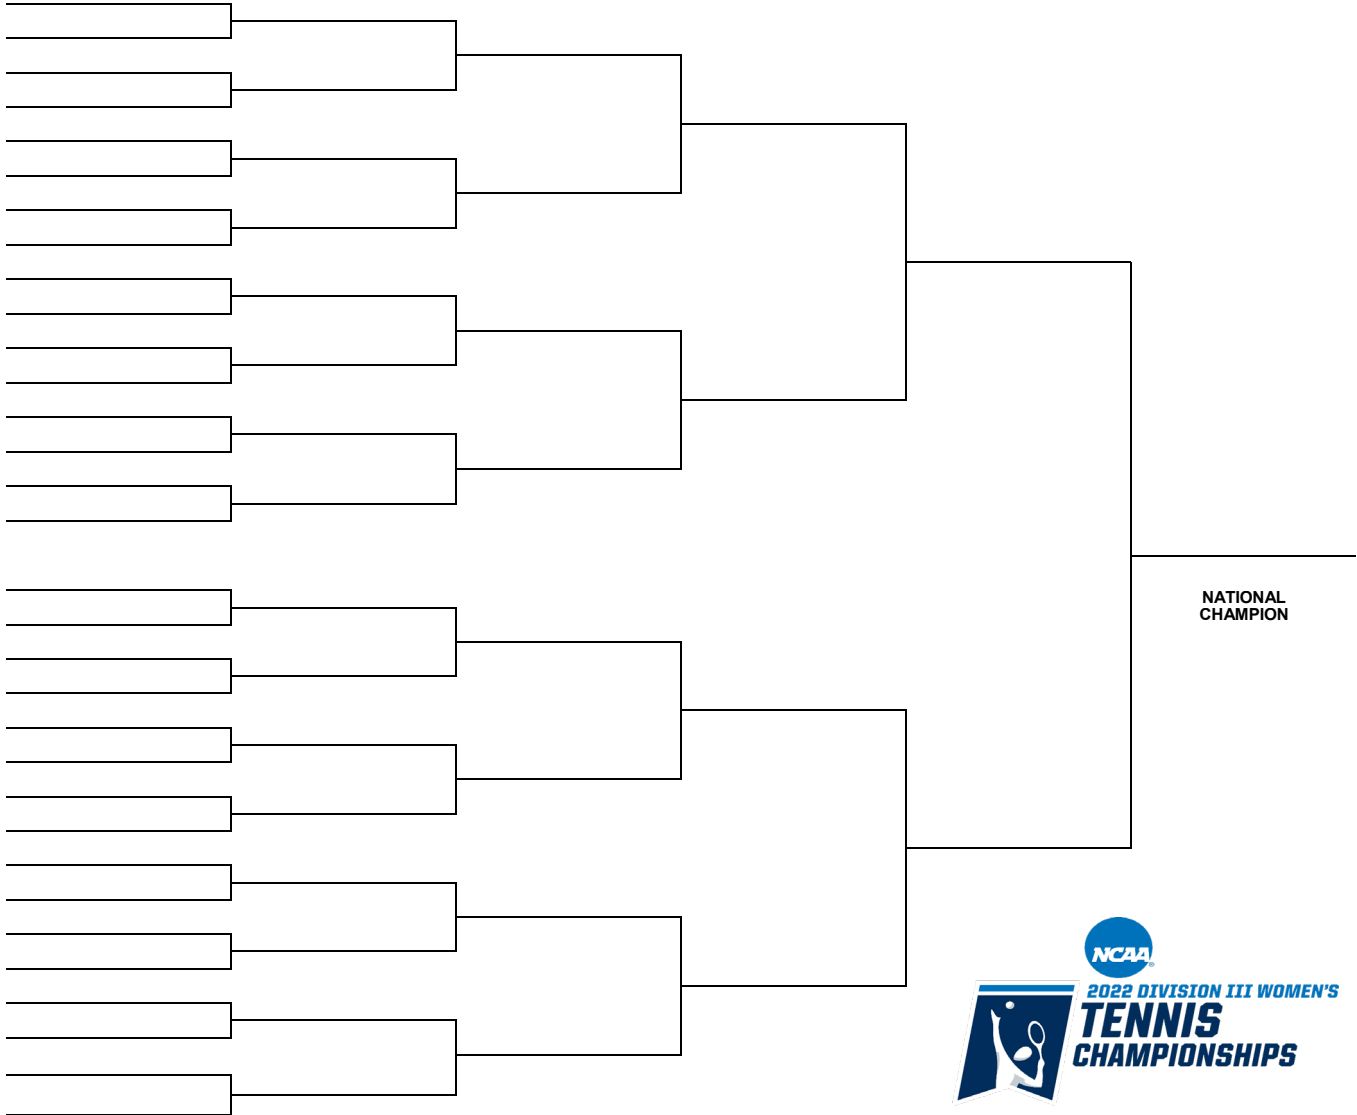 NATIONAL
CHAMPION
NCAA®
2022 DIVISION III WOMEN'S
TENNIS
CHAMPIONSHIPS